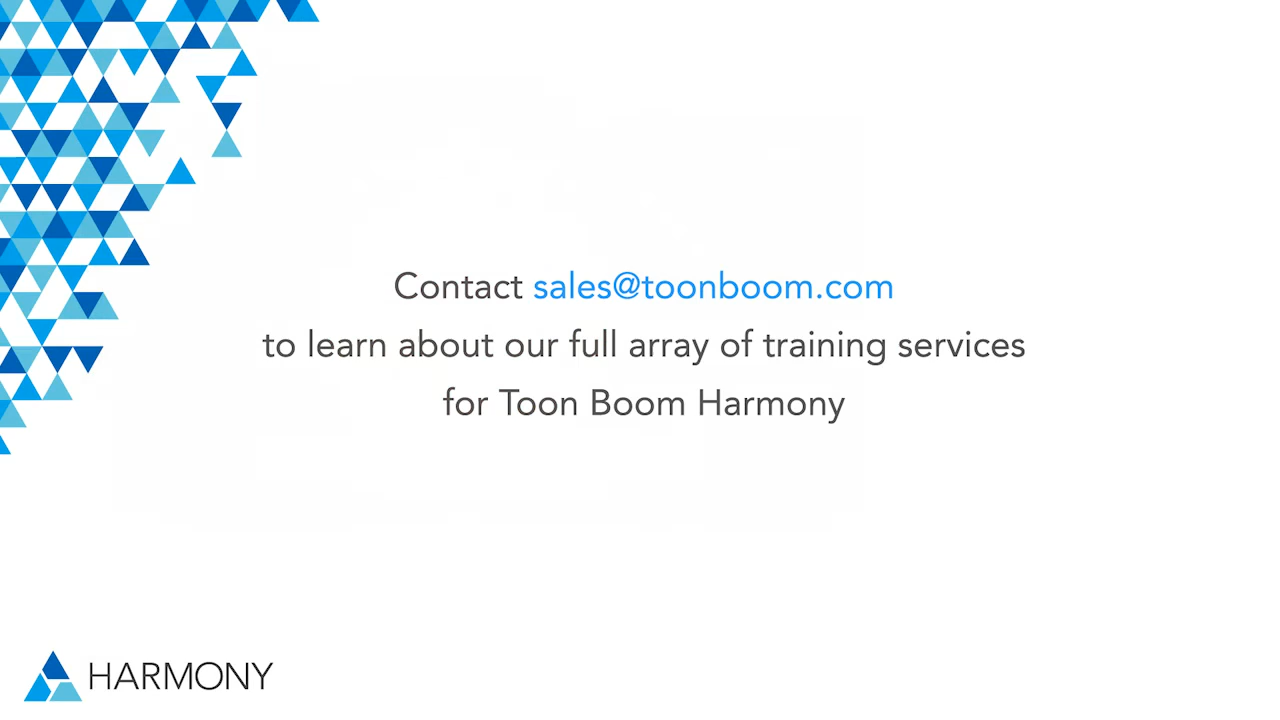 Contact sales@toonboom.com
to learn about our full array of training services
for Toon Boom Harmony
HARMONY